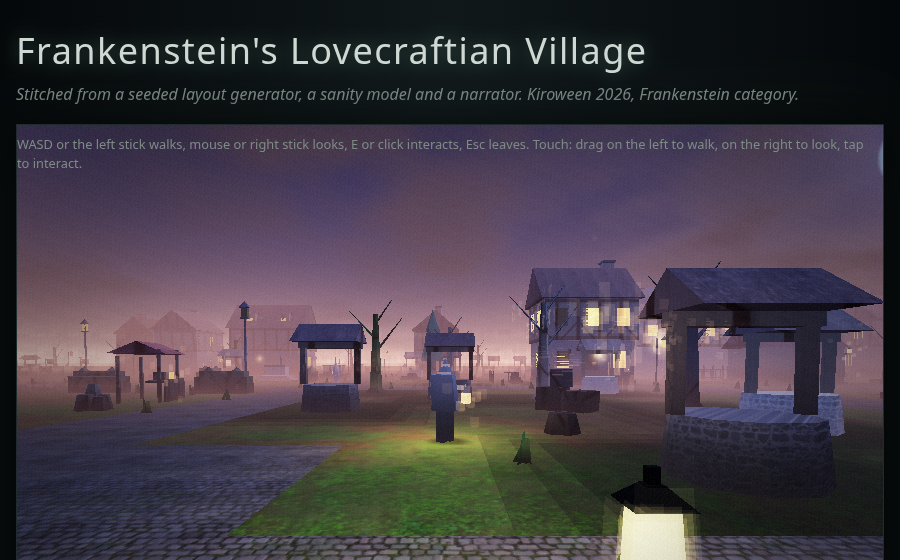 Frankenstein's Lovecraftian Village
Stitched from a seeded layout generator, a sanity model and a narrator. Kiroween 2026, Frankenstein category.
WASD or the left stick walks, mouse or right stick looks, E or click interacts, Esc leaves. Touch: drag on the left to walk, on the right to look, tap
to interact.